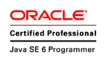 ORACLE
Certified Professional
Java SE 6 Programmer